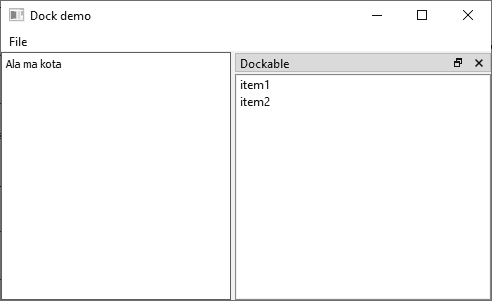 Dock demo
File
Ala ma kota
Dockable
item1
item2